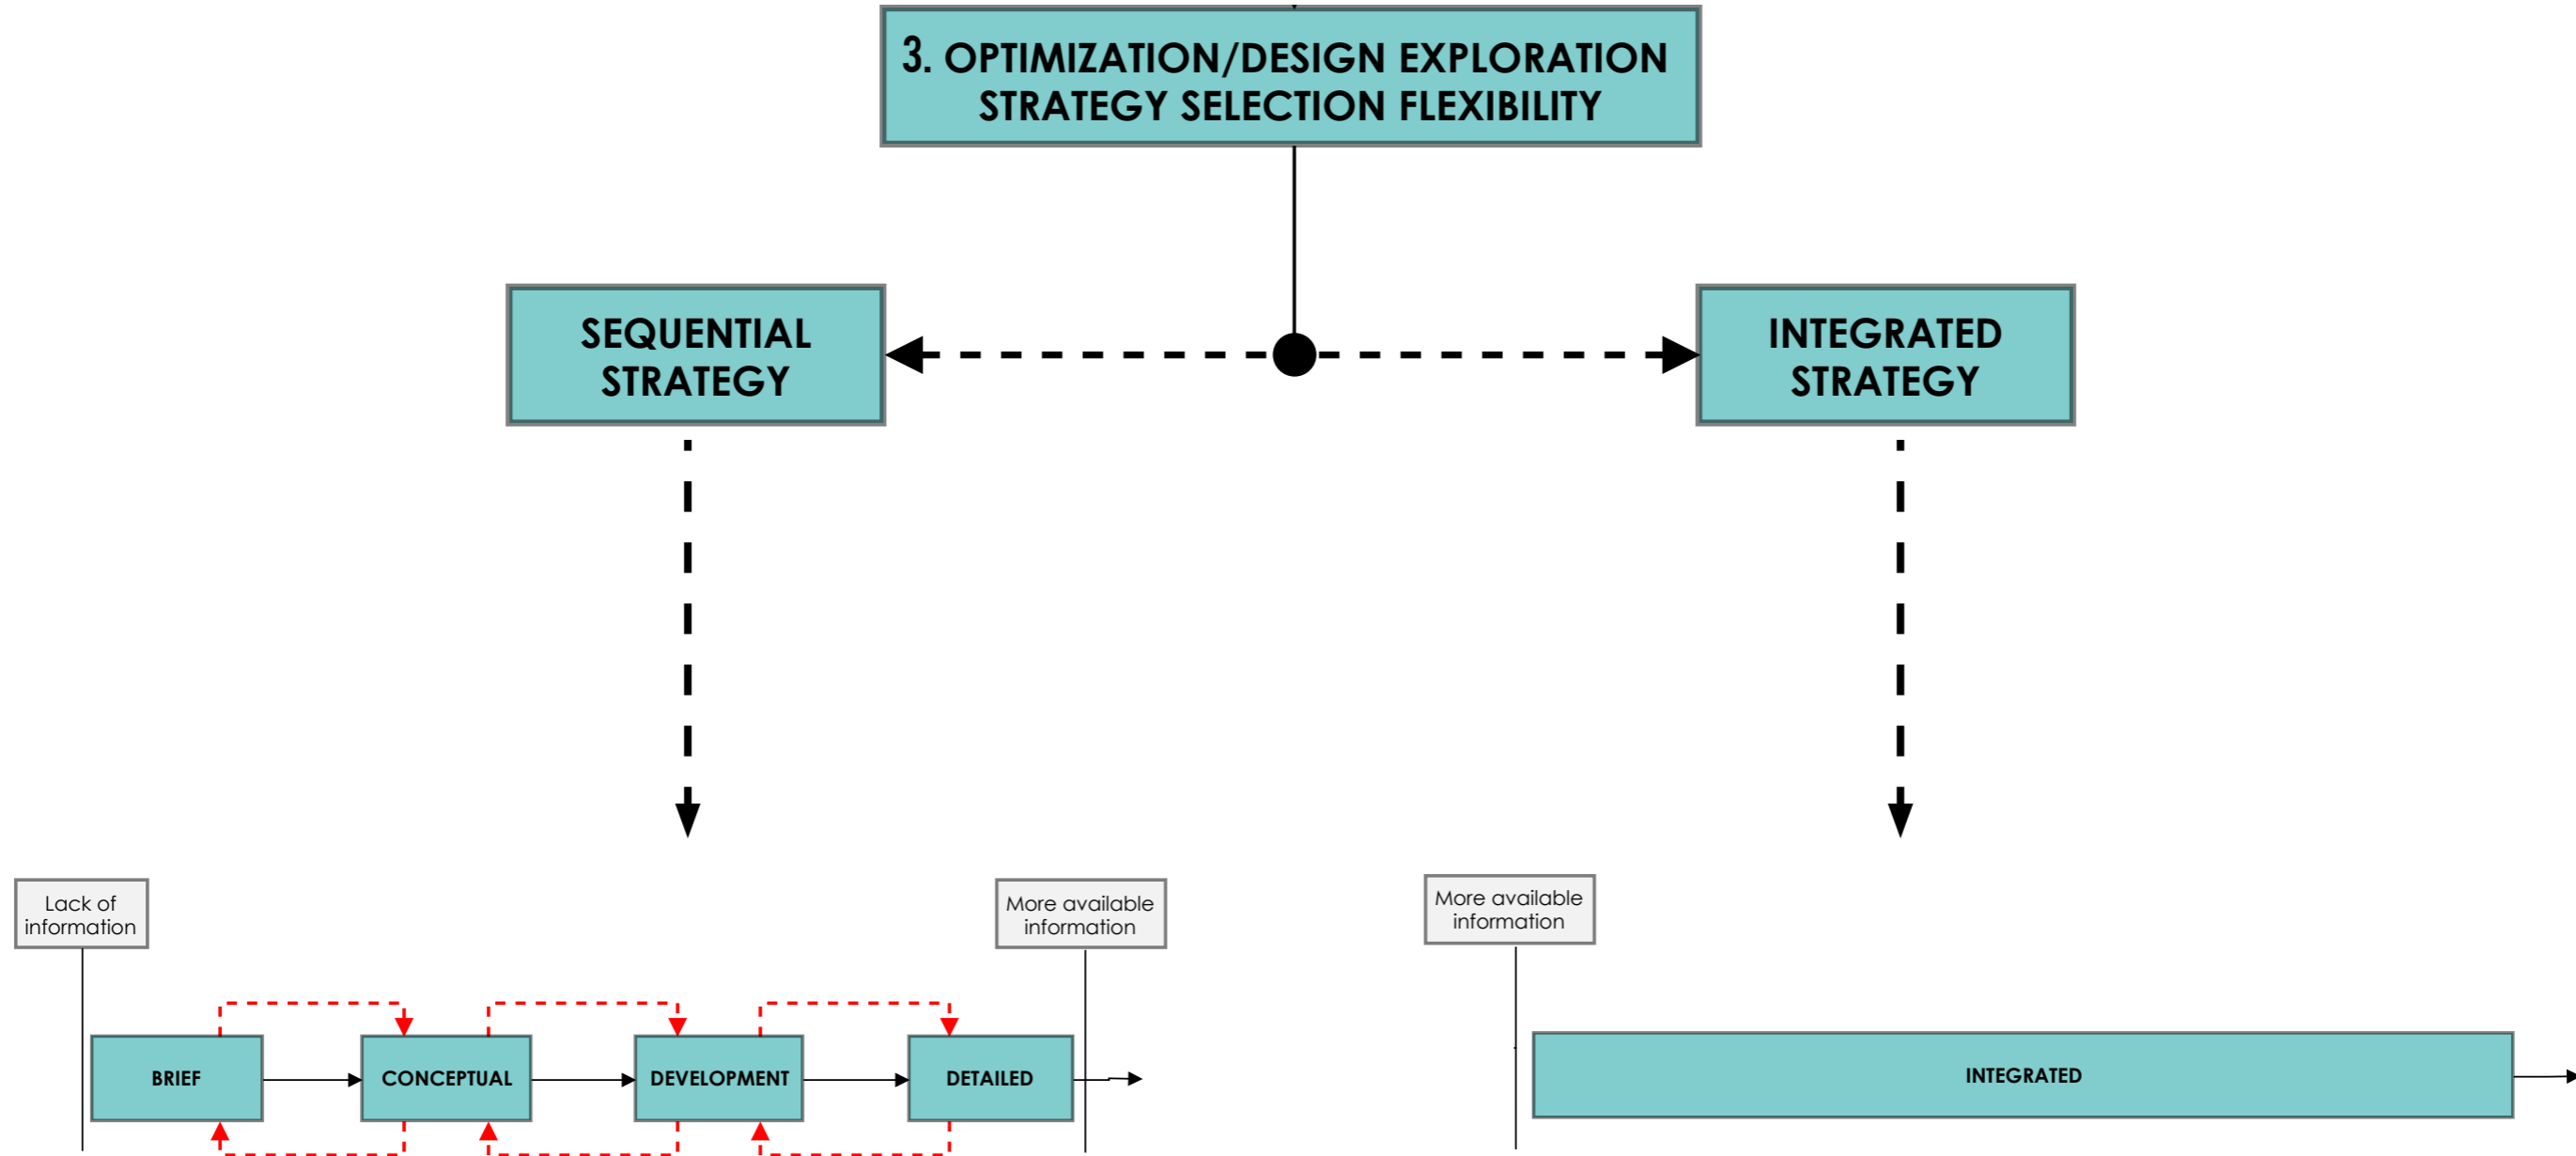 3. OPTIMIZATION/DESIGN EXPLORATION
STRATEGY SELECTION FLEXIBILITY
SEQUENTIAL
STRATEGY
INTEGRATED
STRATEGY
Lack of
information
More available
information
More available
information
BRIEF
CONCEPTUAL
DEVELOPMENT
DETAILED
INTEGRATED